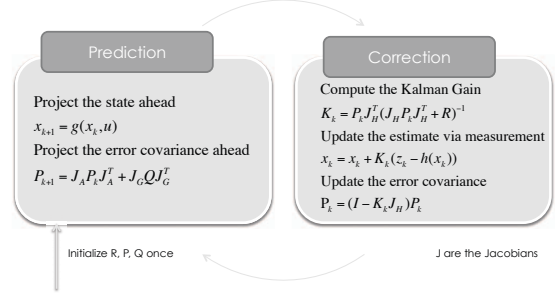 Prediction
Project the state ahead
x_{k+1} = g(x_k,u)
Project the error covariance ahead
P_{k+1} = J_A P_k J_A^T + J_G Q J_G^T
Initialize R, P, Q once
Correction
Compute the Kalman Gain
K_k = P_k J_H^T (J_H P_k J_H^T + R)^{-1}
Update the estimate via measurement
x_k = x_k + K_k(z_k − h(x_k))
Update the error covariance
P_k = (I − K_k J_H)P_k
J are the Jacobians